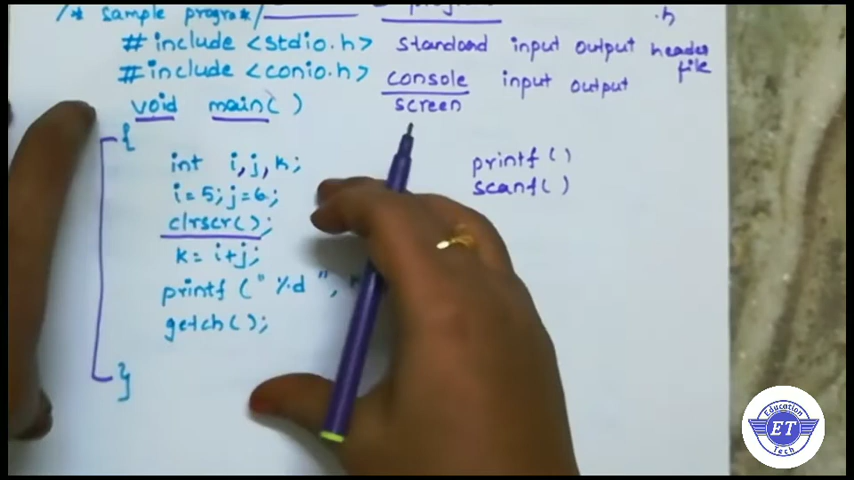 /* sample program */
#include <stdio.h> standard input output header file
.h
#include <conio.h> console input output
screen
void main( )
{
int i,j,k;
i=5;j=6;
clrscr();
k= i+j;
printf (" %d ",
getch();
}
printf ()
scanf()
Education
ET
Tech